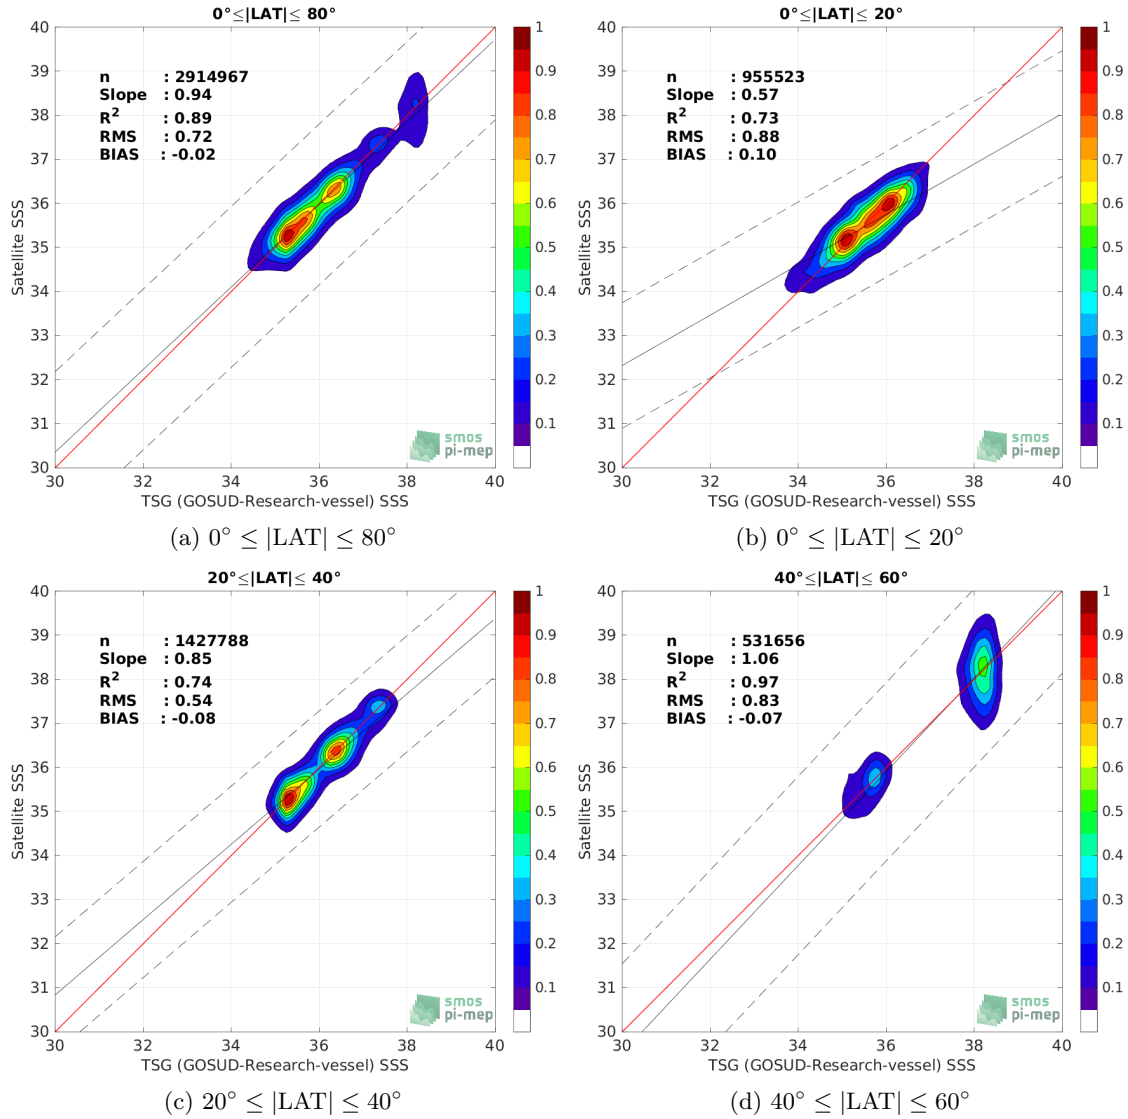 0°≤|LAT|≤ 80°
n : 2914967
Slope : 0.94
R² : 0.89
RMS : 0.72
BIAS : -0.02
Satellite SSS
40
39
38
37
36
35
34
33
32
31
30
30 32 34 36 38 40
TSG (GOSUD-Research-vessel) SSS
1
0.9
0.8
0.7
0.6
0.5
0.4
0.3
0.2
0.1
smos
pi-mep
(a) 0° ≤ |LAT| ≤ 80°
0°≤|LAT|≤ 20°
n : 955523
Slope : 0.57
R² : 0.73
RMS : 0.88
BIAS : 0.10
Satellite SSS
40
39
38
37
36
35
34
33
32
31
30
30 32 34 36 38 40
TSG (GOSUD-Research-vessel) SSS
1
0.9
0.8
0.7
0.6
0.5
0.4
0.3
0.2
0.1
smos
pi-mep
(b) 0° ≤ |LAT| ≤ 20°
20°≤|LAT|≤ 40°
n : 1427788
Slope : 0.85
R² : 0.74
RMS : 0.54
BIAS : -0.08
Satellite SSS
40
39
38
37
36
35
34
33
32
31
30
30 32 34 36 38 40
TSG (GOSUD-Research-vessel) SSS
1
0.9
0.8
0.7
0.6
0.5
0.4
0.3
0.2
0.1
smos
pi-mep
(c) 20° ≤ |LAT| ≤ 40°
40°≤|LAT|≤ 60°
n : 531656
Slope : 1.06
R² : 0.97
RMS : 0.83
BIAS : -0.07
Satellite SSS
40
39
38
37
36
35
34
33
32
31
30
30 32 34 36 38 40
TSG (GOSUD-Research-vessel) SSS
1
0.9
0.8
0.7
0.6
0.5
0.4
0.3
0.2
0.1
smos
pi-mep
(d) 40° ≤ |LAT| ≤ 60°